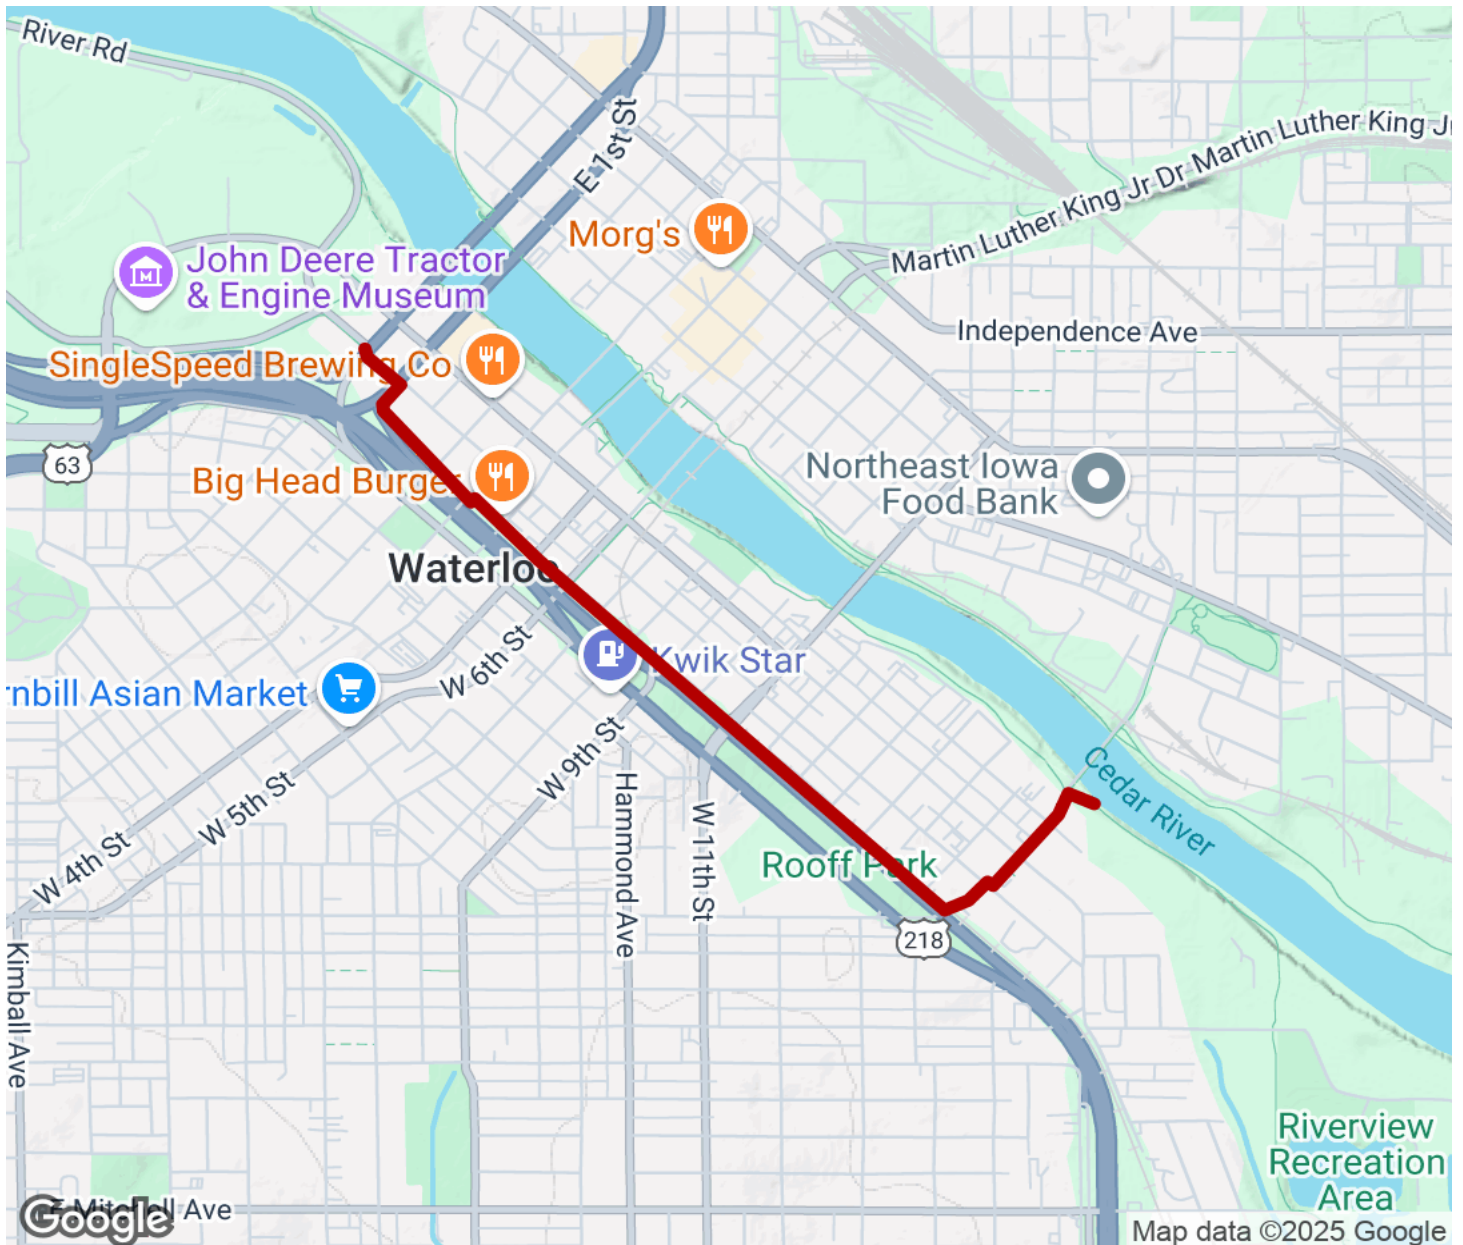 River Rd
E 1st St
Martin Luther King Jr Dr
Martin Luther King J
Morg's
John Deere Tractor
& Engine Museum
Independence Ave
SingleSpeed Brewing Co
63
Big Head Burger
Northeast Iowa
Food Bank
Waterloo
Kwik Star
W 6th St
rnbill Asian Market
W 9th St
Cedar River
W 5th St
Hammond Ave
W 11th St
W 4th St
Rooff Park
218
Kimball Ave
Riverview
Recreation
Area
E Mitchell Ave
Google
Map data ©2025 Google